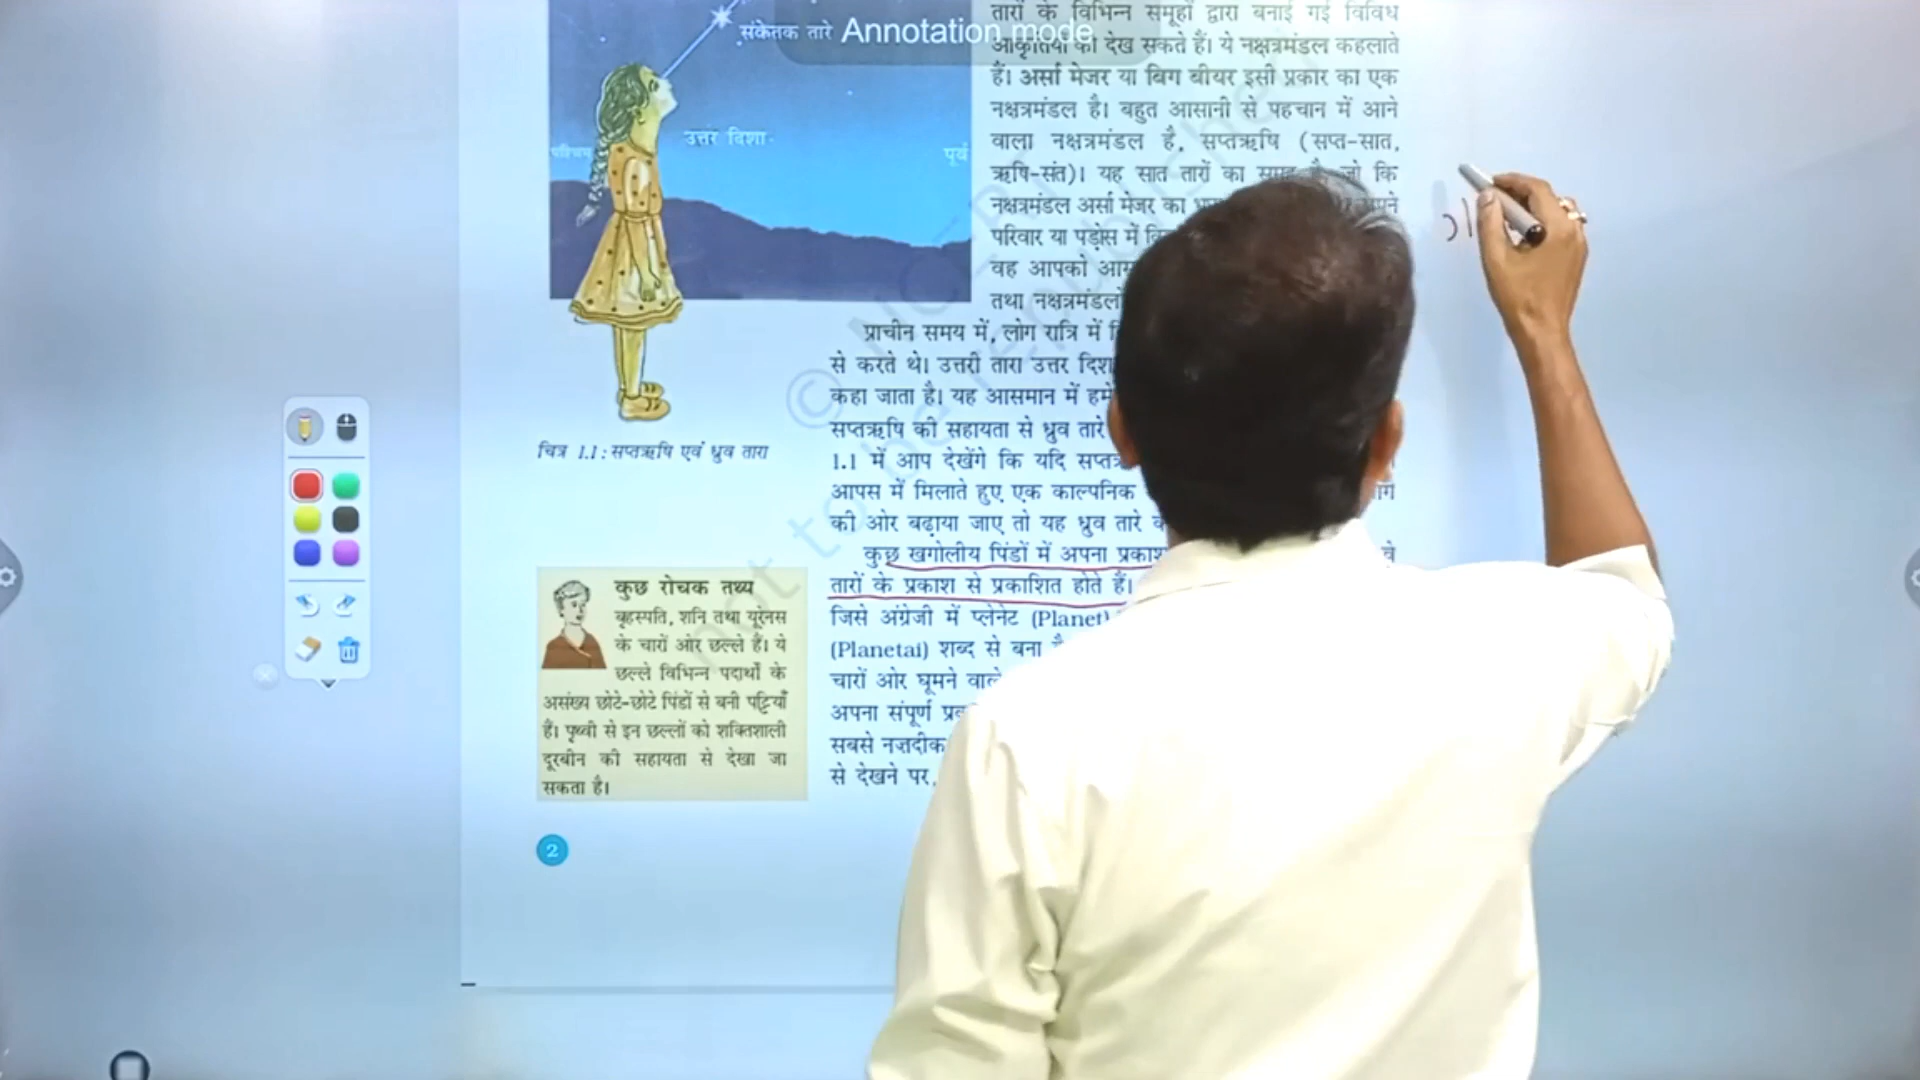 Annotation mode
संकेतक तारे
उत्तर दिशा
पश्चिम
पूर्व
चित्र 1.1 : सप्तऋषि एवं ध्रुव तारा
तारों के विभिन्न समूहों द्वारा बनाई गई विविध
आकृतियों को देख सकते हैं। ये नक्षत्रमंडल कहलाते
हैं। अर्सा मेजर या बिग बीयर इसी प्रकार का एक
नक्षत्रमंडल है। बहुत आसानी से पहचान में आने
वाला नक्षत्रमंडल है, सप्तऋषि (सप्त-सात,
ऋषि-संत)। यह सात तारों का समूह है जो कि
नक्षत्रमंडल अर्सा मेजर का
परिवार या पड़ोस में
वह आपको
तथा नक्षत्रमंडलों
प्राचीन समय में, लोग रात्रि में
से करते थे। उत्तरी तारा उत्तर
कहा जाता है। यह आसमान में
सप्तऋषि की सहायता से ध्रुव तारे
1.1 में आप देखेंगे कि यदि
आपस में मिलाते हुए एक काल्पनिक
की ओर बढ़ाया जाए तो यह ध्रुव तारे
कुछ खगोलीय पिंडों में अपना प्रकाश वे
तारों के प्रकाश से प्रकाशित होते हैं।
जिसे अंग्रेजी में प्लेनेट (Planet)
(Planetai) शब्द से बना
चारों ओर घूमने वाले
अपना संपूर्ण
सबसे नज़दीक
से देखने पर,
कुछ रोचक तथ्य
बृहस्पति, शनि तथा यूरेनस
के चारों ओर छल्ले हैं। ये
छल्ले विभिन्न पदार्थों के
असंख्य छोटे-छोटे पिंडों से बनी पट्टियाँ
हैं। पृथ्वी से इन छल्लों को शक्तिशाली
दूरबीन की सहायता से देखा जा
सकता है।
2